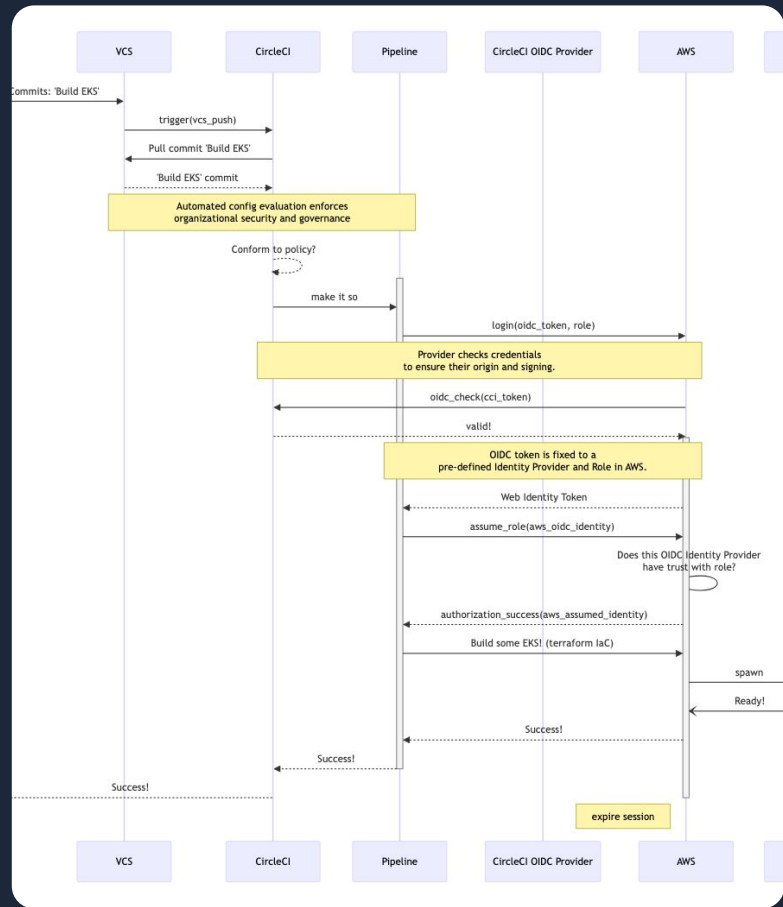 VCS
CircleCI
Pipeline
CircleCI OIDC Provider
AWS
Commits: 'Build EKS'
trigger(vcs_push)
Pull commit 'Build EKS'
'Build EKS' commit
Automated config evaluation enforces
organizational security and governance
Conform to policy?
make it so
login(oidc_token, role)
Provider checks credentials
to ensure their origin and signing.
oidc_check(cci_token)
valid!
OIDC token is fixed to a
pre-defined Identity Provider and Role in AWS.
Web Identity Token
assume_role(aws_oidc_identity)
Does this OIDC Identity Provider
have trust with role?
authorization_success(aws_assumed_identity)
Build some EKS! (terraform IaC)
spawn
Ready!
Success!
Success!
Success!
expire session
VCS
CircleCI
Pipeline
CircleCI OIDC Provider
AWS